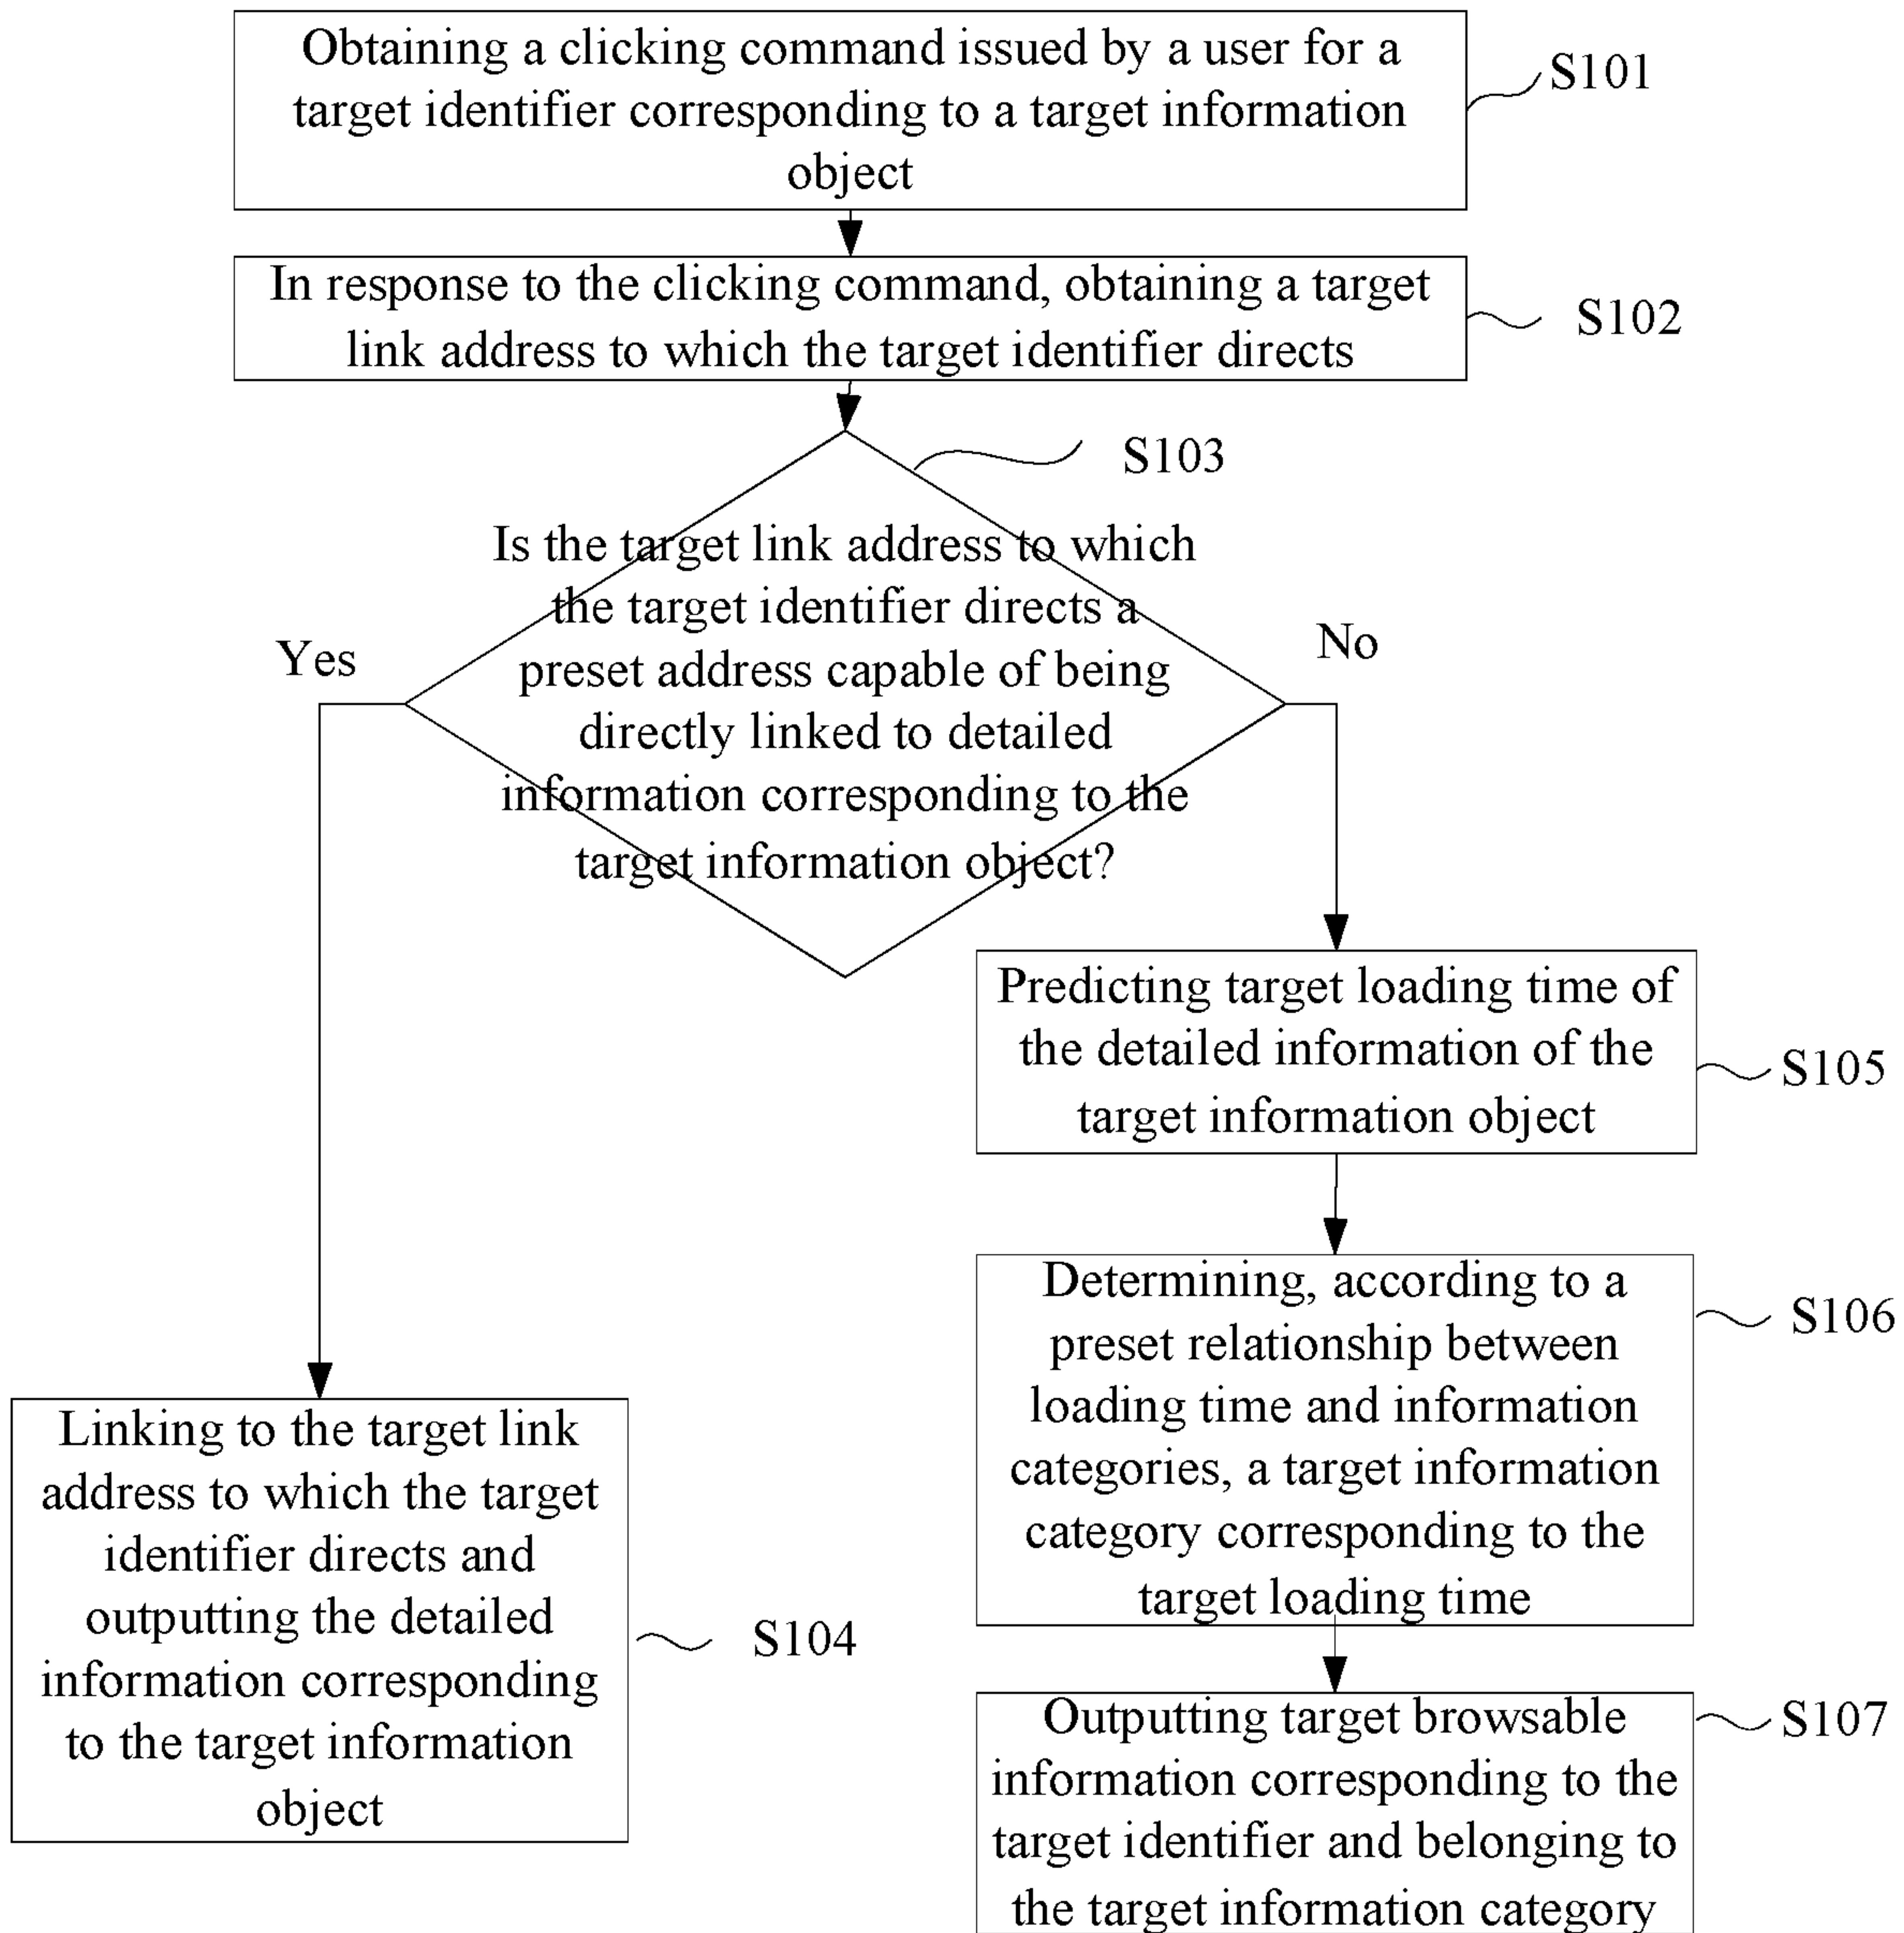 Obtaining a clicking command issued by a user for a
target identifier corresponding to a target information
object
S101
In response to the clicking command, obtaining a target
link address to which the target identifier directs
S102
S103
Is the target link address to which
the target identifier directs a
preset address capable of being
directly linked to detailed
information corresponding to the
target information object?
Yes
No
Predicting target loading time of
the detailed information of the
target information object
S105
Determining, according to a
preset relationship between
loading time and information
categories, a target information
category corresponding to the
target loading time
S106
Linking to the target link
address to which the target
identifier directs and
outputting the detailed
information corresponding
to the target information
object
S104
Outputting target browsable
information corresponding to the
target identifier and belonging to
the target information category
S107